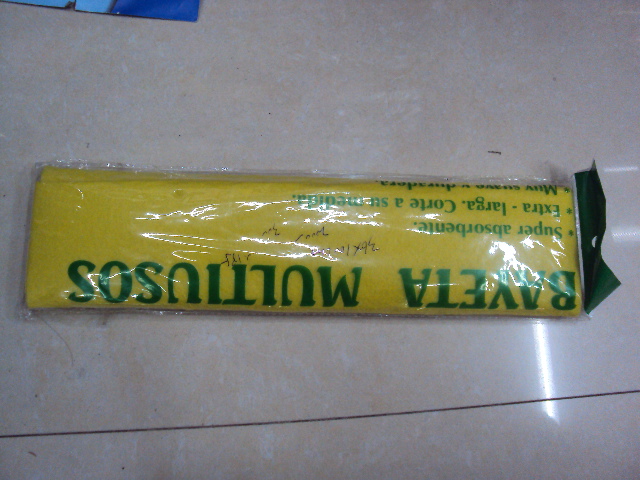 BAYETA MULTIUSOS
* Super absorbente.
* Extra - larga. Corte a su medida.
* Muy suave y duradera.